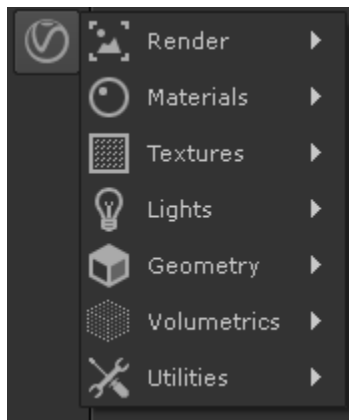 Render
Materials
Textures
Lights
Geometry
Volumetrics
Utilities